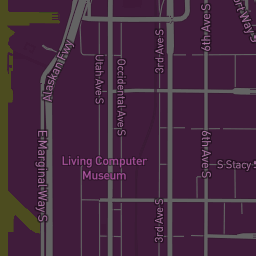 Alaskan Fwy
Utah Ave S
Occidental Ave S
3rd Ave S
6th Ave S
E Marginal Way S
Living Computer
Museum
S Stacy S
6th Ave S
3rd Ave S